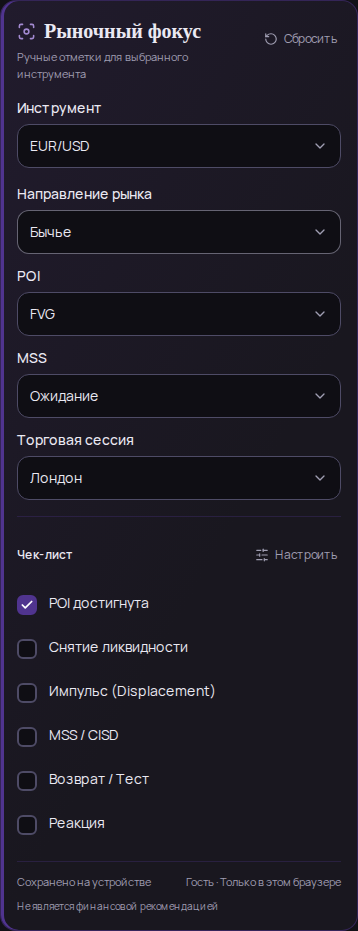 Рыночный фокус
Сбросить
Ручные отметки для выбранного
инструмента
Инструмент
EUR/USD
Направление рынка
Бычье
POI
FVG
MSS
Ожидание
Торговая сессия
Лондон
Чек-лист
Настроить
POI достигнута
Снятие ликвидности
Импульс (Displacement)
MSS / CISD
Возврат / Тест
Реакция
Сохранено на устройстве
Гость · Только в этом браузере
Не является финансовой рекомендацией